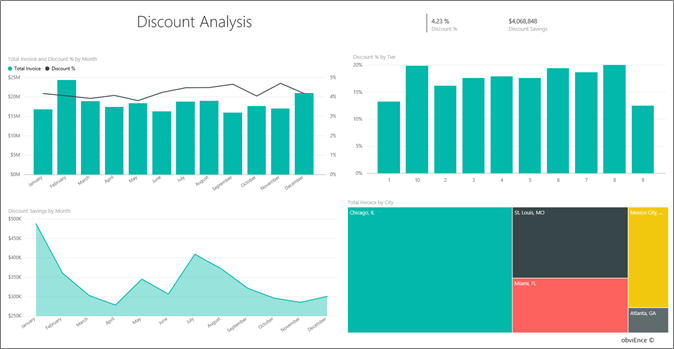 Discount Analysis
4.23 %
Discount %
$4,068,848
Discount Savings
Total Invoice and Discount % by Month
Total Invoice Discount %
$25M
$20M
$15M
$10M
$5M
$0M
5%
4%
3%
2%
1%
0%
January
February
March
April
May
June
July
August
September
October
November
December
Discount % by Tier
20%
15%
10%
5%
0%
1 10 2 3 4 5 6 7 8 9
Discount Savings by Month
$500K
$450K
$400K
$350K
$300K
$250K
January
February
March
April
May
June
July
August
September
October
November
December
Total Invoice by City
Chicago, IL
St. Louis, MO
Mexico City, ...
Miami, FL
Atlanta, GA
obviEnce ©